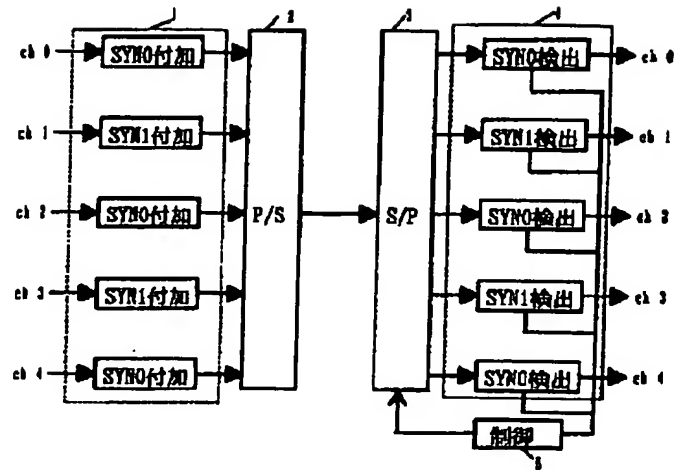 1 2 3 4
ch 0 SYN0付加 SYN0検出 ch 0
ch 1 SYN1付加 SYN1検出 ch 1
ch 2 SYN0付加 P/S S/P SYN0検出 ch 2
ch 3 SYN1付加 SYN1検出 ch 3
ch 4 SYN0付加 SYN0検出 ch 4
制御
5